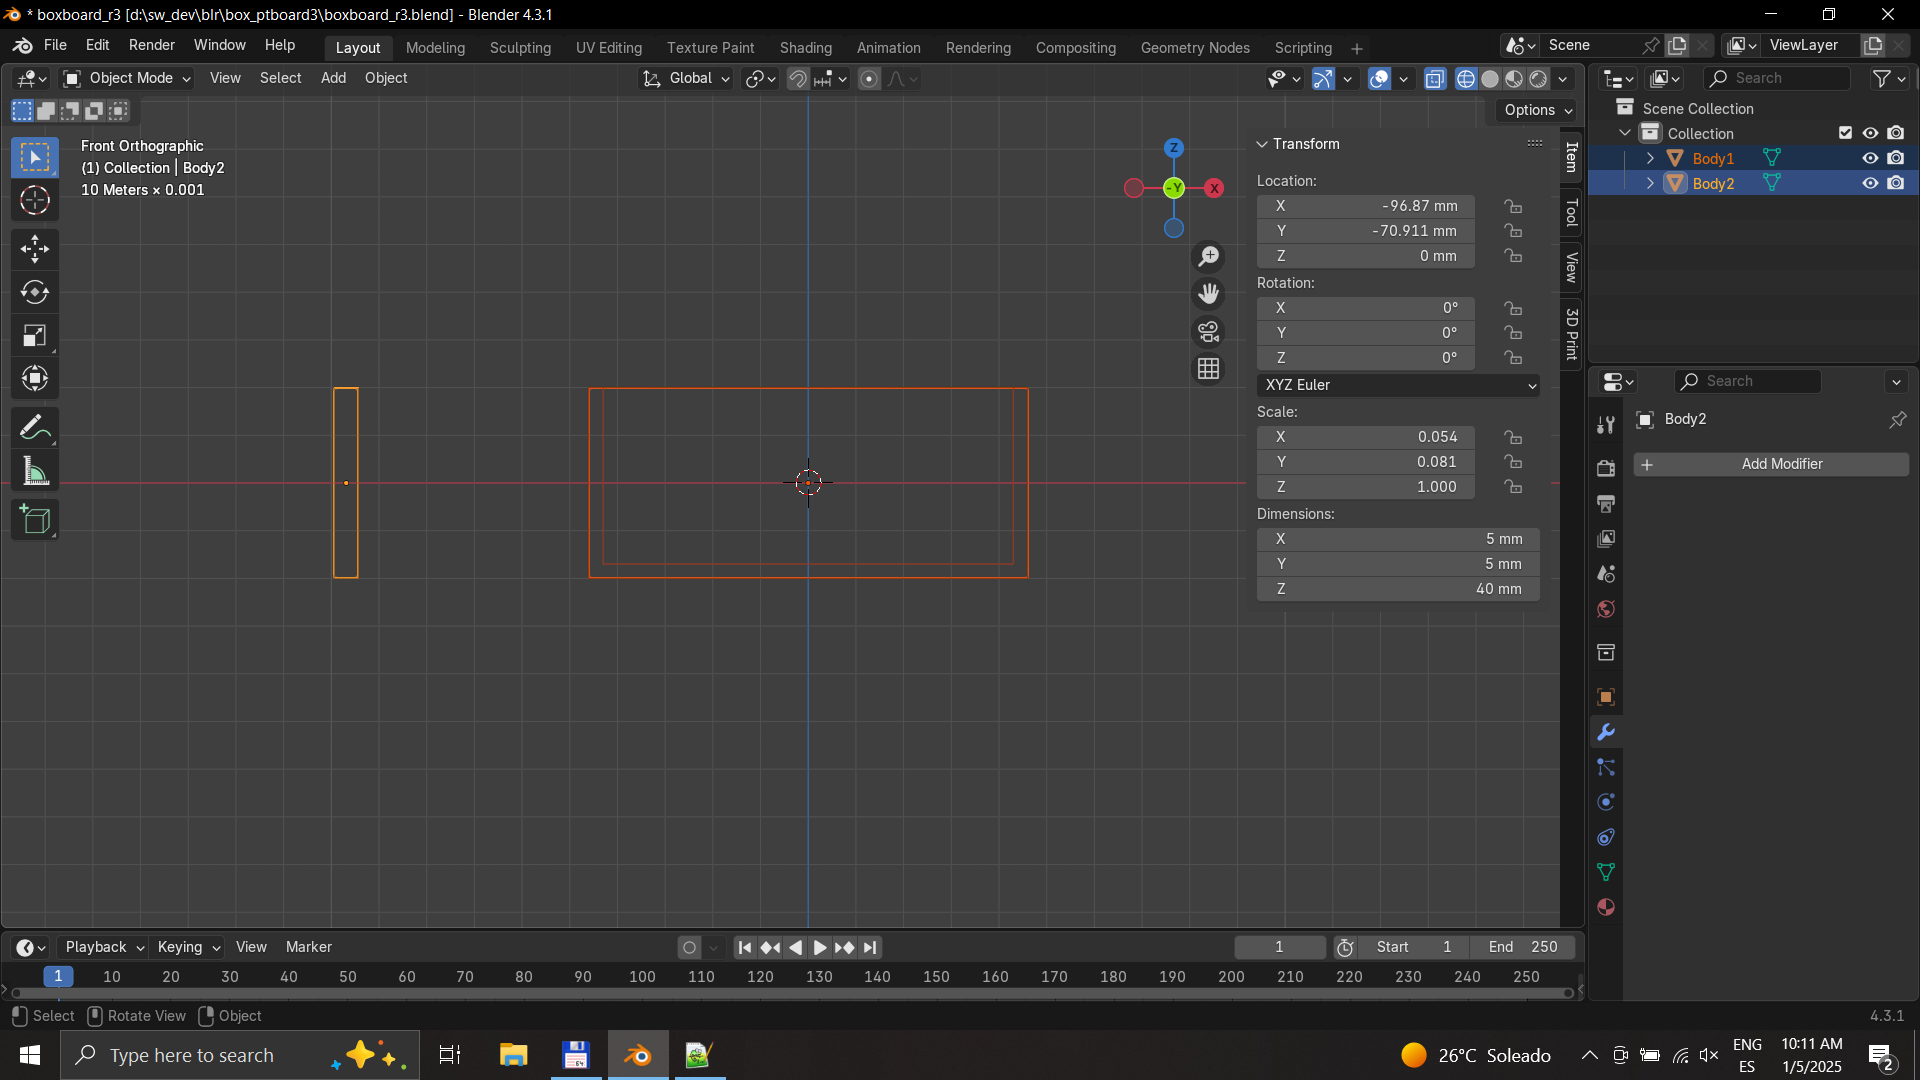 * boxboard_r3 [d:\sw_dev\blr\box_ptboard3\boxboard_r3.blend] - Blender 4.3.1
File Edit Render Window Help Layout Modeling Sculpting UV Editing Texture Paint Shading Animation Rendering Compositing Geometry Nodes Scripting + Scene ViewLayer
Object Mode View Select Add Object Global Search
Options
Front Orthographic
(1) Collection | Body2
10 Meters × 0.001
Z
-Y X
Transform
Location:
X -96.87 mm
Y -70.911 mm
Z 0 mm
Rotation:
X 0°
Y 0°
Z 0°
XYZ Euler
Scale:
X 0.054
Y 0.081
Z 1.000
Dimensions:
X 5 mm
Y 5 mm
Z 40 mm
Item
Tool
View
3D Print
Scene Collection
Collection
Body1
Body2
Search
Body2
+ Add Modifier
Playback Keying View Marker 1 Start 1 End 250
1 10 20 30 40 50 60 70 80 90 100 110 120 130 140 150 160 170 180 190 200 210 220 230 240 250
Select Rotate View Object 4.3.1
Type here to search 64 26°C Soleado ENG ES 10:11 AM 1/5/2025 2